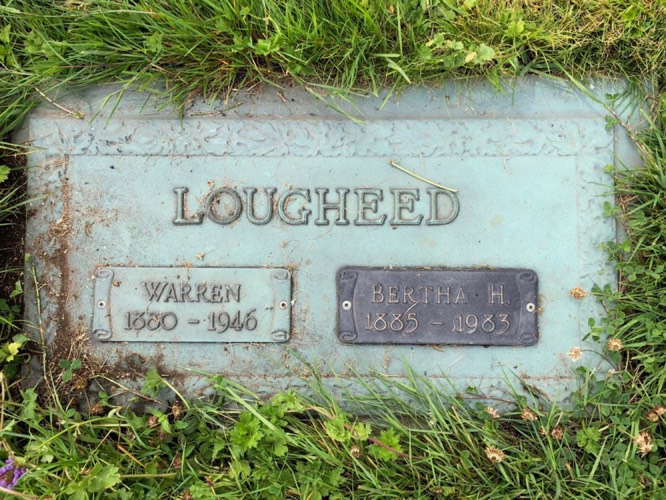 LOUGHEED
WARREN
1880 - 1946
BERTHA H.
1885 - 1983